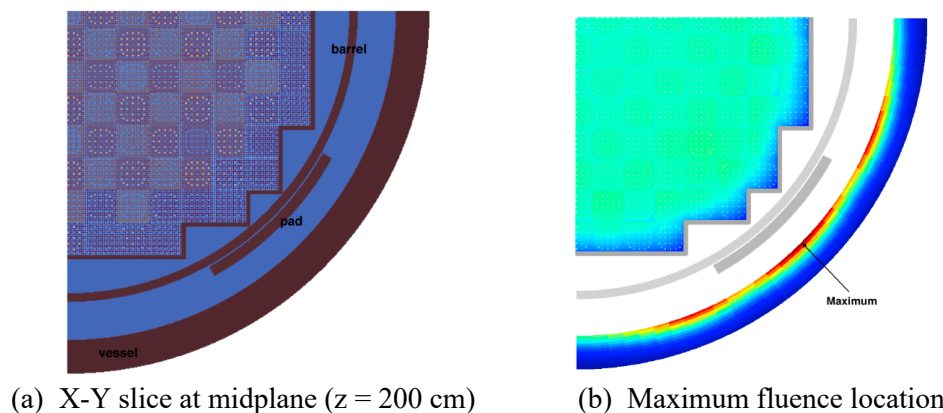 barrel
pad
vessel
Maximum
(a) X-Y slice at midplane (z = 200 cm)
(b) Maximum fluence location